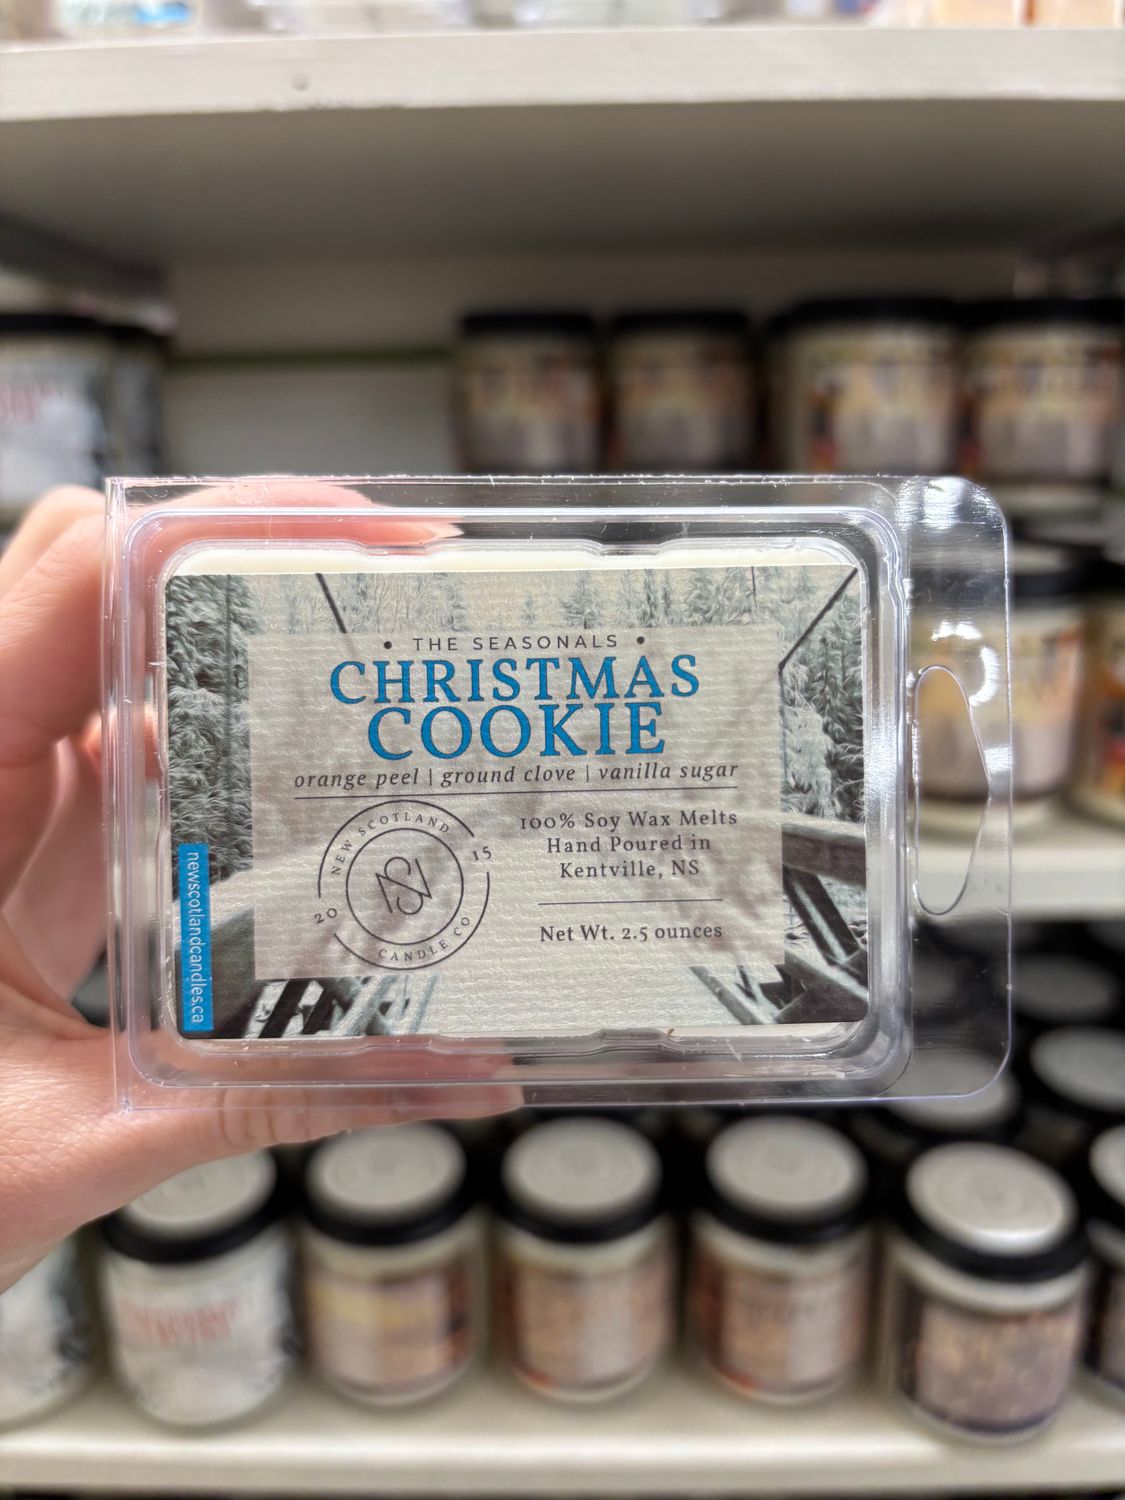 • THE SEASONALS •
CHRISTMAS
COOKIE
orange peel | ground clove | vanilla sugar
NEW SCOTLAND
20 15
CANDLE CO
100% Soy Wax Melts
Hand Poured in
Kentville, NS
Net Wt. 2.5 ounces
newscotlandcandles.ca